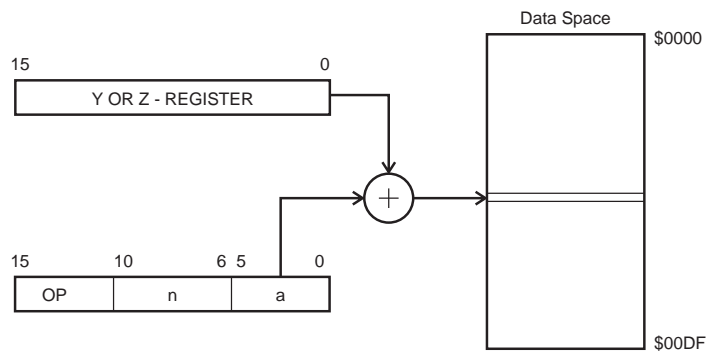 Data Space
$0000
15 0
Y OR Z - REGISTER
+
15 10 6 5 0
OP n a
$00DF